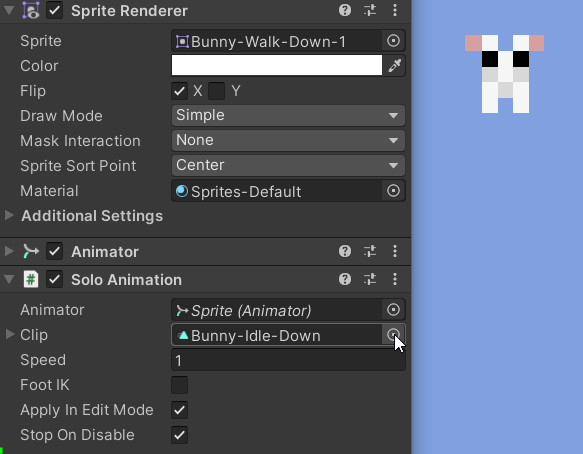 Sprite Renderer
Sprite Bunny-Walk-Down-1
Color
Flip X Y
Draw Mode Simple
Mask Interaction None
Sprite Sort Point Center
Material Sprites-Default
Additional Settings
Animator
# Solo Animation
Animator Sprite (Animator)
Clip Bunny-Idle-Down
Speed 1
Foot IK
Apply In Edit Mode
Stop On Disable